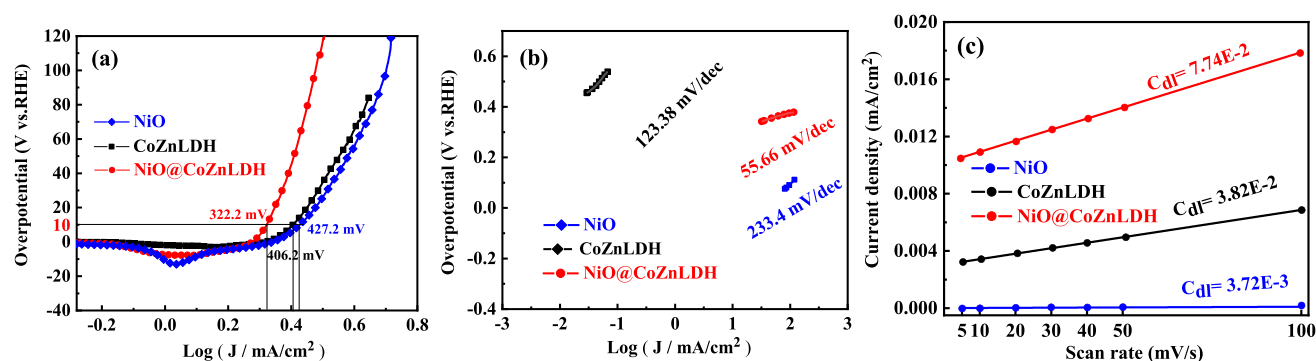 (a)
Overpotential (V vs.RHE)
120
100
80
60
40
20
10
0
-20
-40
NiO
CoZnLDH
NiO@CoZnLDH
322.2 mV
427.2 mV
406.2 mV
-0.2 0.0 0.2 0.4 0.6 0.8
Log ( J / mA/cm2 )
(b)
Overpotential (V vs.RHE)
0.6
0.4
0.2
0.0
-0.2
-0.4
123.38 mV/dec
55.66 mV/dec
233.4 mV/dec
NiO
CoZnLDH
NiO@CoZnLDH
-3 -2 -1 0 1 2 3
Log ( J / mA/cm2 )
(c)
Current density (mA/cm2)
0.020
0.016
0.012
0.008
0.004
0.000
Cdl= 7.74E-2
NiO
CoZnLDH
NiO@CoZnLDH
Cdl= 3.82E-2
Cdl= 3.72E-3
5 10 20 30 40 50 100
Scan rate (mV/s)